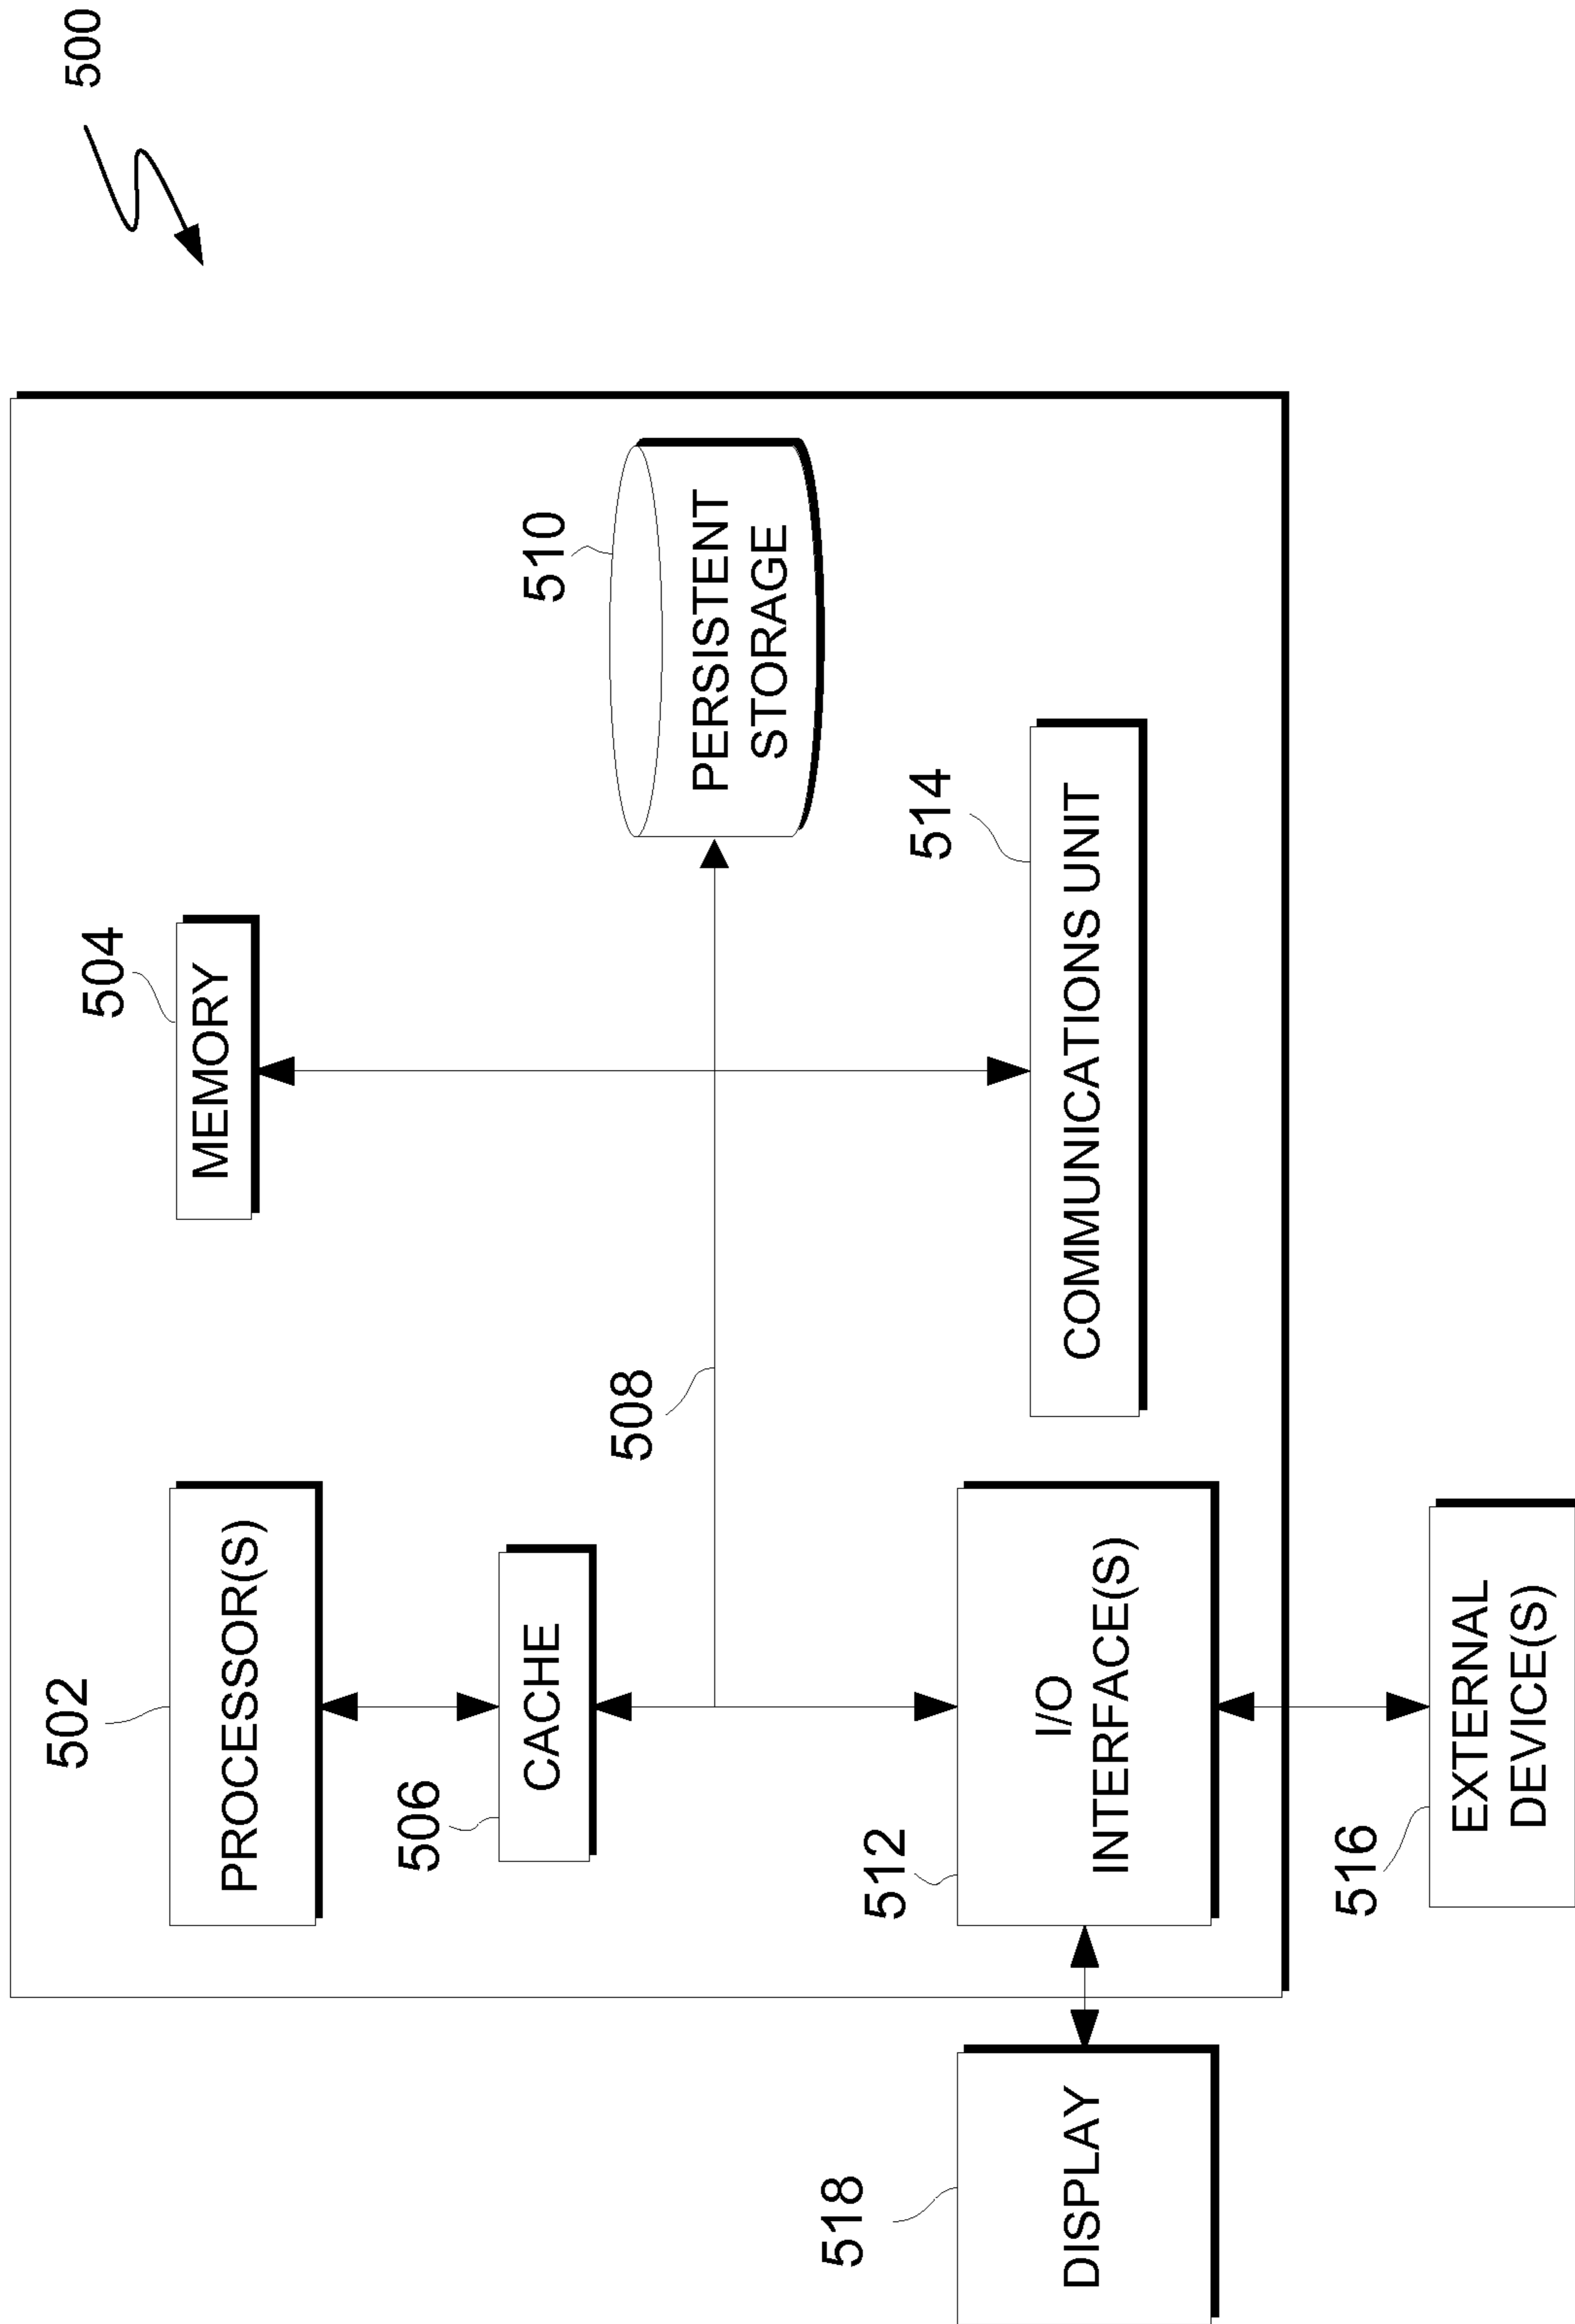 500
502
PROCESSOR(S)
504
MEMORY
506
CACHE
508
510
PERSISTENT
STORAGE
512
I/O
INTERFACE(S)
514
COMMUNICATIONS UNIT
518
DISPLAY
516
EXTERNAL
DEVICE(S)